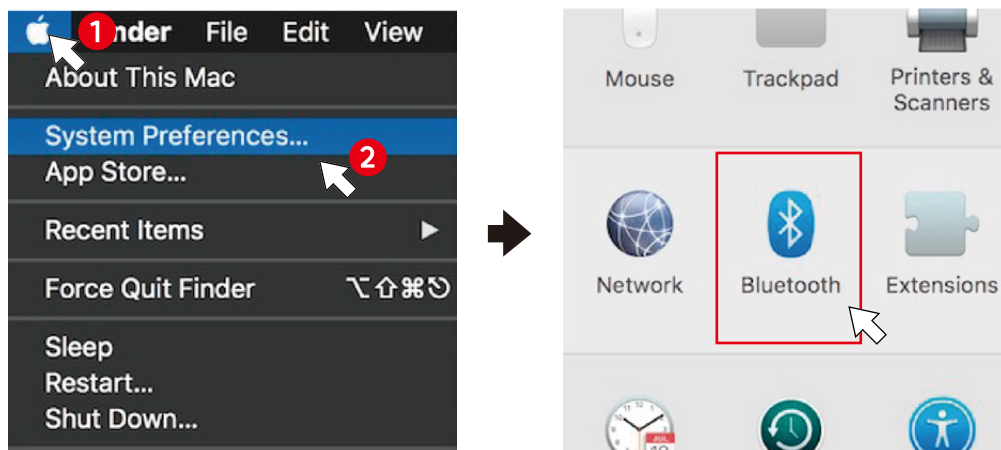 1 nder File Edit View
About This Mac
System Preferences...
2
App Store...
Recent Items ▶
Force Quit Finder ⌥⇧⌘⎋
Sleep
Restart...
Shut Down...
Mouse Trackpad Printers &
Scanners
Network Bluetooth Extensions
JUL